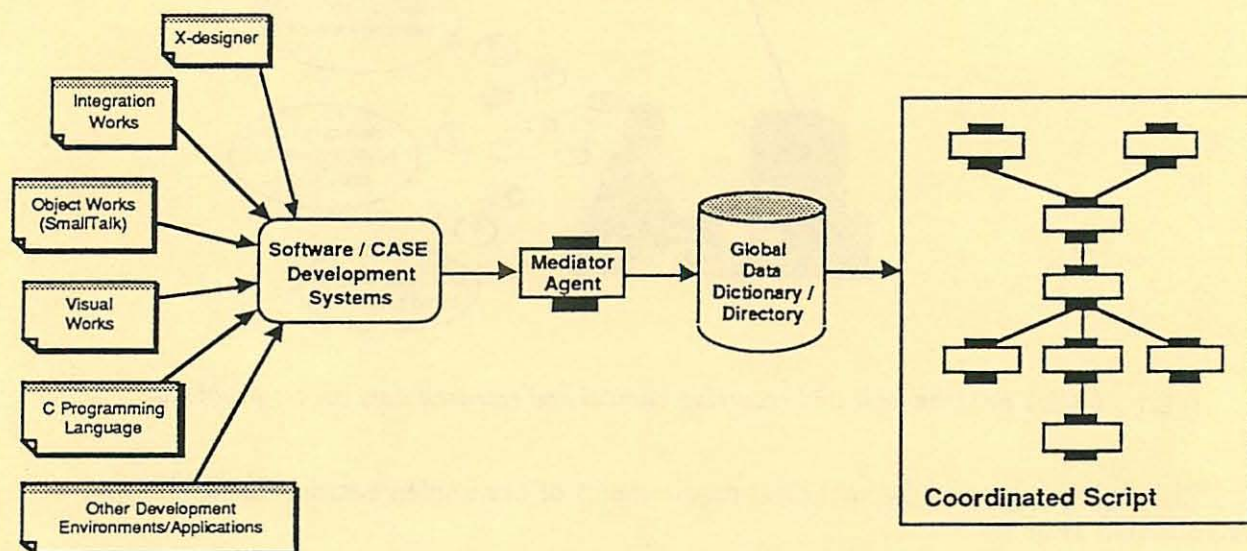 X-designer
Integration
Works
Object Works
(SmallTalk)
Visual
Works
C Programming
Language
Other Development
Environments/Applications
Software / CASE
Development
Systems
Mediator
Agent
Global
Data
Dictionary /
Directory
Coordinated Script